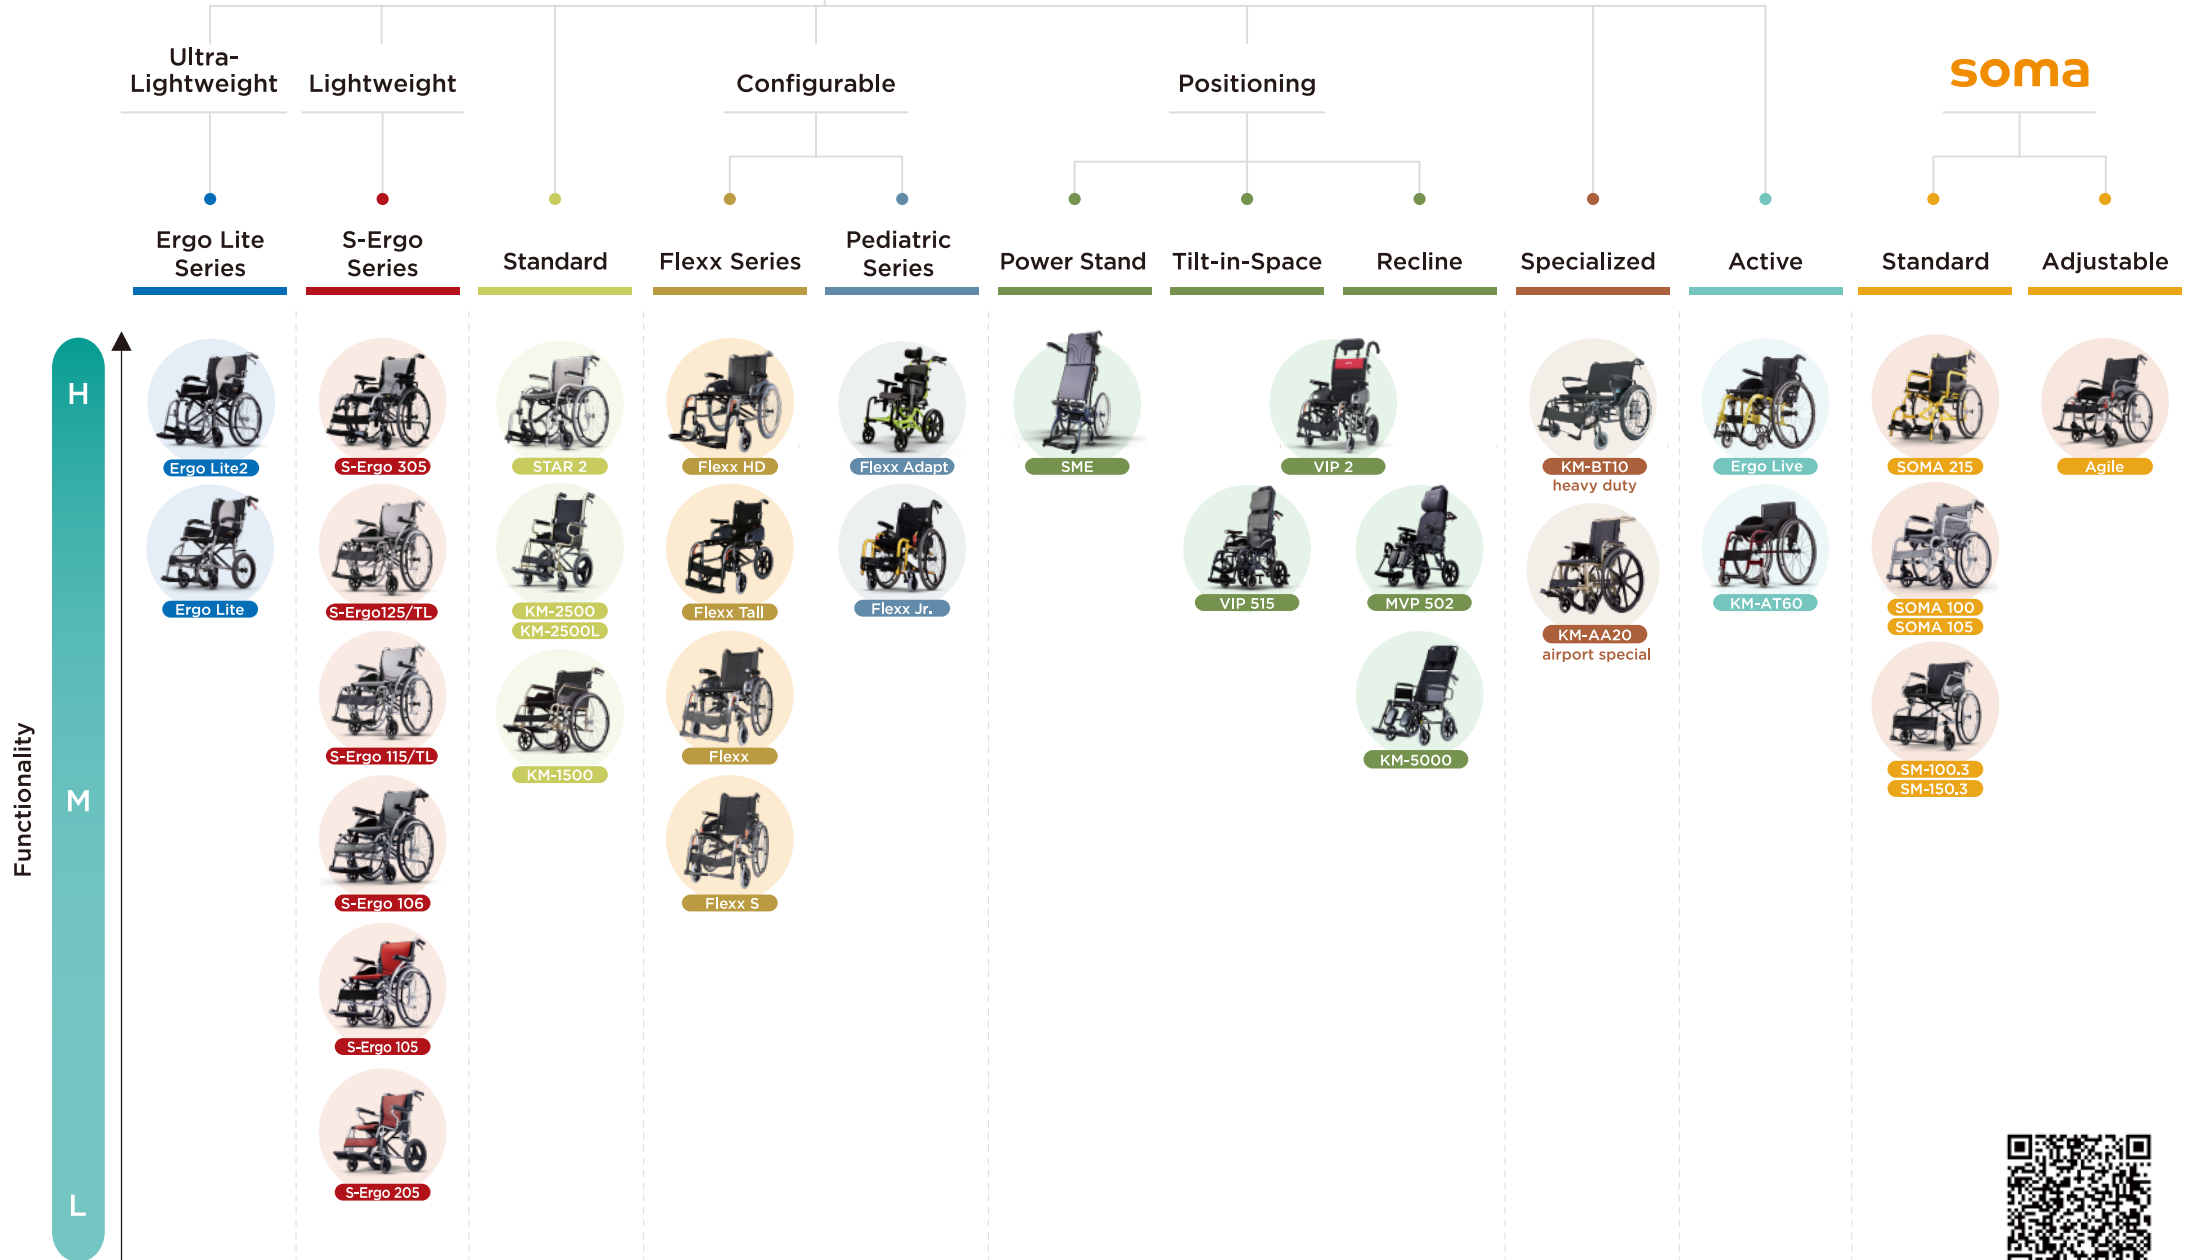 Ultra-
Lightweight
Lightweight
Configurable
Positioning
soma
Ergo Lite
Series
S-Ergo
Series
Standard
Flexx Series
Pediatric
Series
Power Stand
Tilt-in-Space
Recline
Specialized
Active
Standard
Adjustable
Functionality
H
M
L
Ergo Lite2
Ergo Lite
S-Ergo 305
S-Ergo125/TL
S-Ergo 115/TL
S-Ergo 106
S-Ergo 105
S-Ergo 205
STAR 2
KM-2500
KM-2500L
KM-1500
Flexx HD
Flexx Tall
Flexx
Flexx S
Flexx Adapt
Flexx Jr.
SME
VIP 2
VIP 515
MVP 502
KM-5000
KM-BT10
heavy duty
KM-AA20
airport special
Ergo Live
KM-AT60
SOMA 215
SOMA 100
SOMA 105
SM-100.3
SM-150.3
Agile